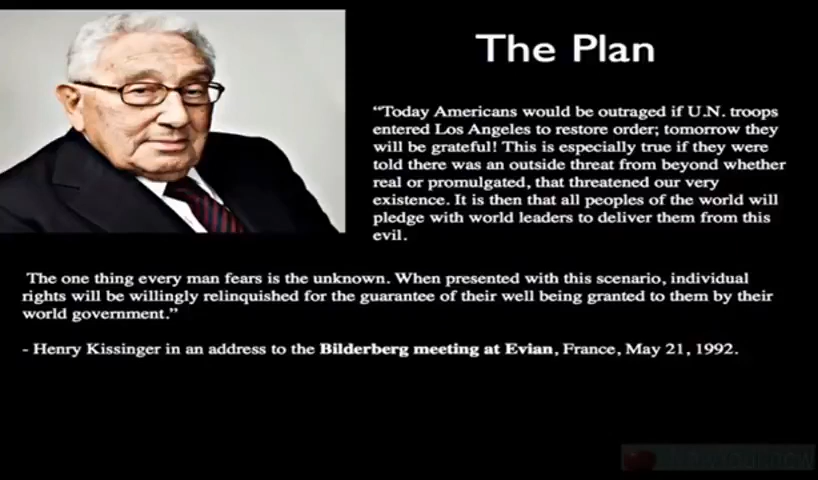 The Plan
“Today Americans would be outraged if U.N. troops
entered Los Angeles to restore order; tomorrow they
will be grateful! This is especially true if they were
told there was an outside threat from beyond whether
real or promulgated, that threatened our very
existence. It is then that all peoples of the world will
pledge with world leaders to deliver them from this
evil.
The one thing every man fears is the unknown. When presented with this scenario, individual
rights will be willingly relinquished for the guarantee of their well being granted to them by their
world government.”
- Henry Kissinger in an address to the Bilderberg meeting at Evian, France, May 21, 1992.